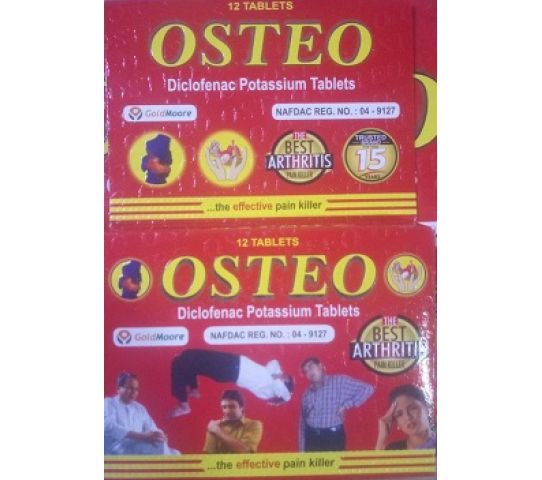 12 TABLETS
OSTEO
Diclofenac Potassium Tablets
GoldMoore
NAFDAC REG. NO. : 04 - 9127
THE
BEST
ARTHRITIS
PAIN KILLER
TRUSTED
BRAND
15
YEARS
...the effective pain killer
12 TABLETS
OSTEO
Diclofenac Potassium Tablets
GoldMoore
NAFDAC REG. NO. : 04 - 9127
THE
BEST
ARTHRITI
PAIN KILLER
...the effective pain killer